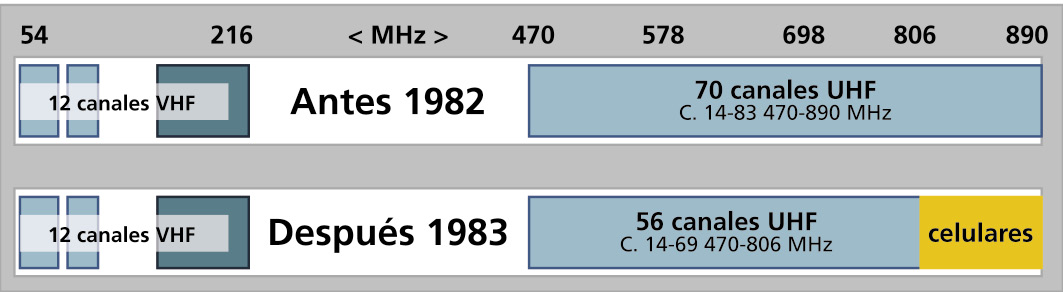 54 216 < MHz > 470 578 698 806 890
12 canales VHF
Antes 1982
70 canales UHF
C. 14-83 470-890 MHz
12 canales VHF
Después 1983
56 canales UHF
C. 14-69 470-806 MHz
celulares